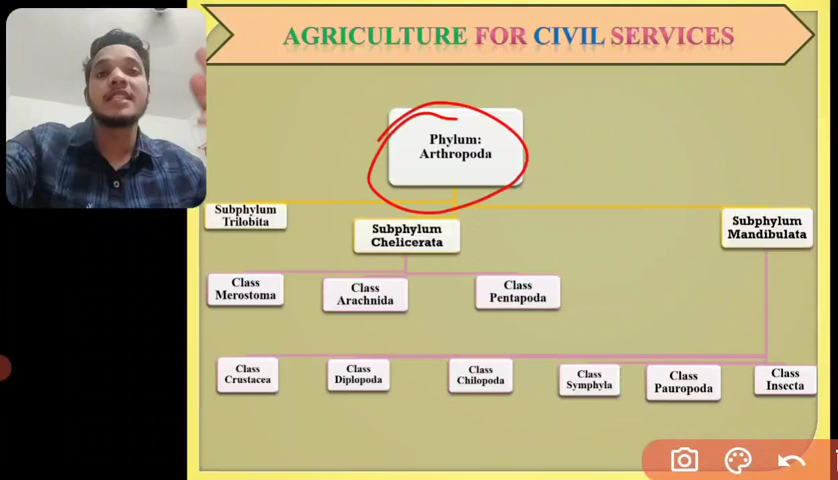 AGRICULTURE FOR CIVIL SERVICES
Phylum:
Arthropoda
Subphylum
Trilobita
Subphylum
Chelicerata
Subphylum
Mandibulata
Class
Merostoma
Class
Arachnida
Class
Pentapoda
Class
Crustacea
Class
Diplopoda
Class
Chilopoda
Class
Symphyla
Class
Pauropoda
Class
Insecta